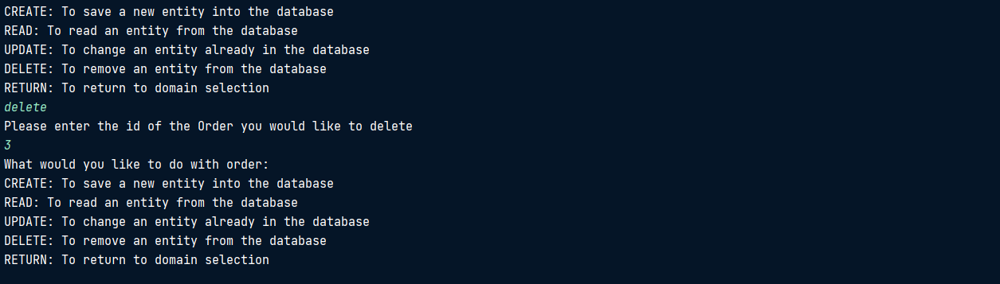 CREATE: To save a new entity into the database
READ: To read an entity from the database
UPDATE: To change an entity already in the database
DELETE: To remove an entity from the database
RETURN: To return to domain selection
delete
Please enter the id of the Order you would like to delete
3
What would you like to do with order:
CREATE: To save a new entity into the database
READ: To read an entity from the database
UPDATE: To change an entity already in the database
DELETE: To remove an entity from the database
RETURN: To return to domain selection